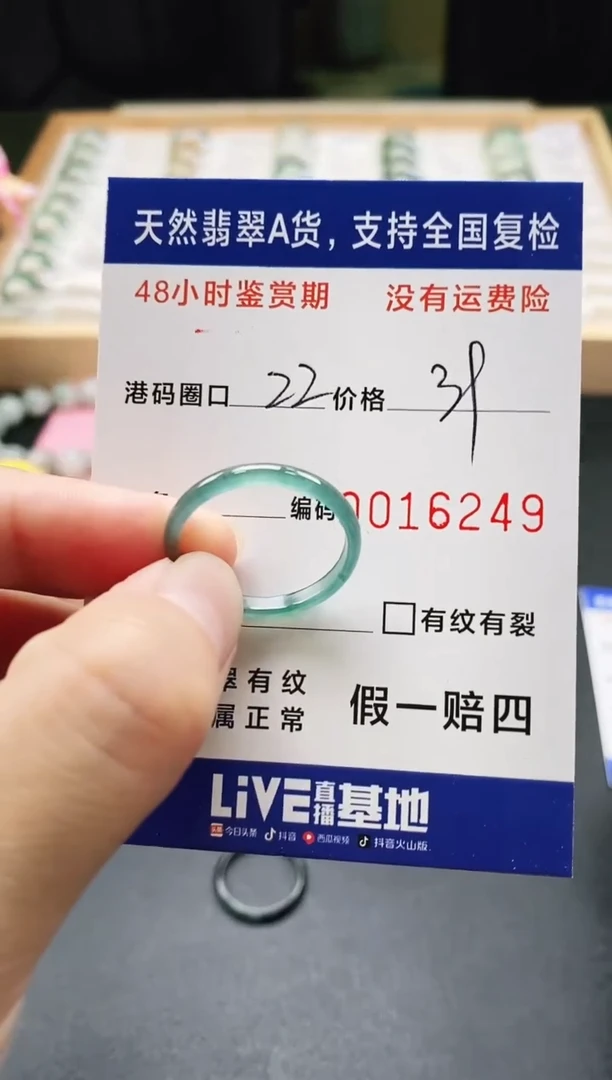 天然翡翠A货，支持全国复检
48小时鉴赏期 没有运费险
港码圈口 22 价格
编码 0016249
□有纹有裂
翠有纹
属正常
假一赔四
LiVE直播基地
今日头条 抖音 西瓜视频 抖音火山版